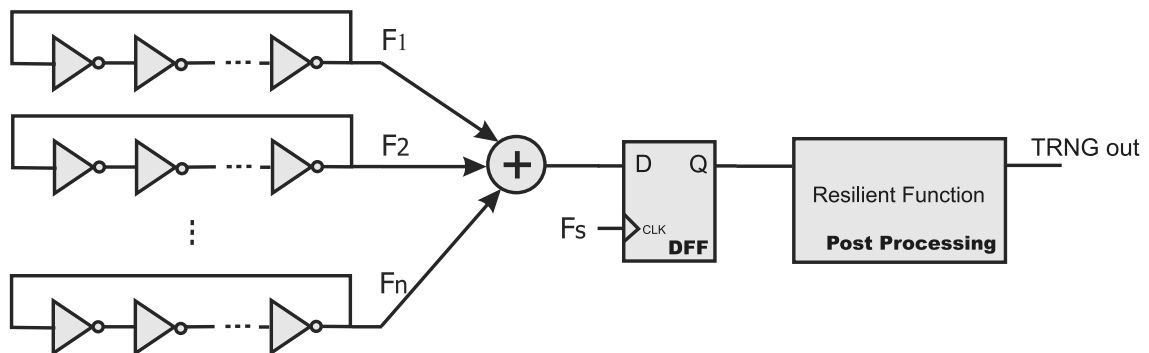 F1
F2
Fn
+
Fs
D Q
CLK
DFF
Resilient Function
Post Processing
TRNG out